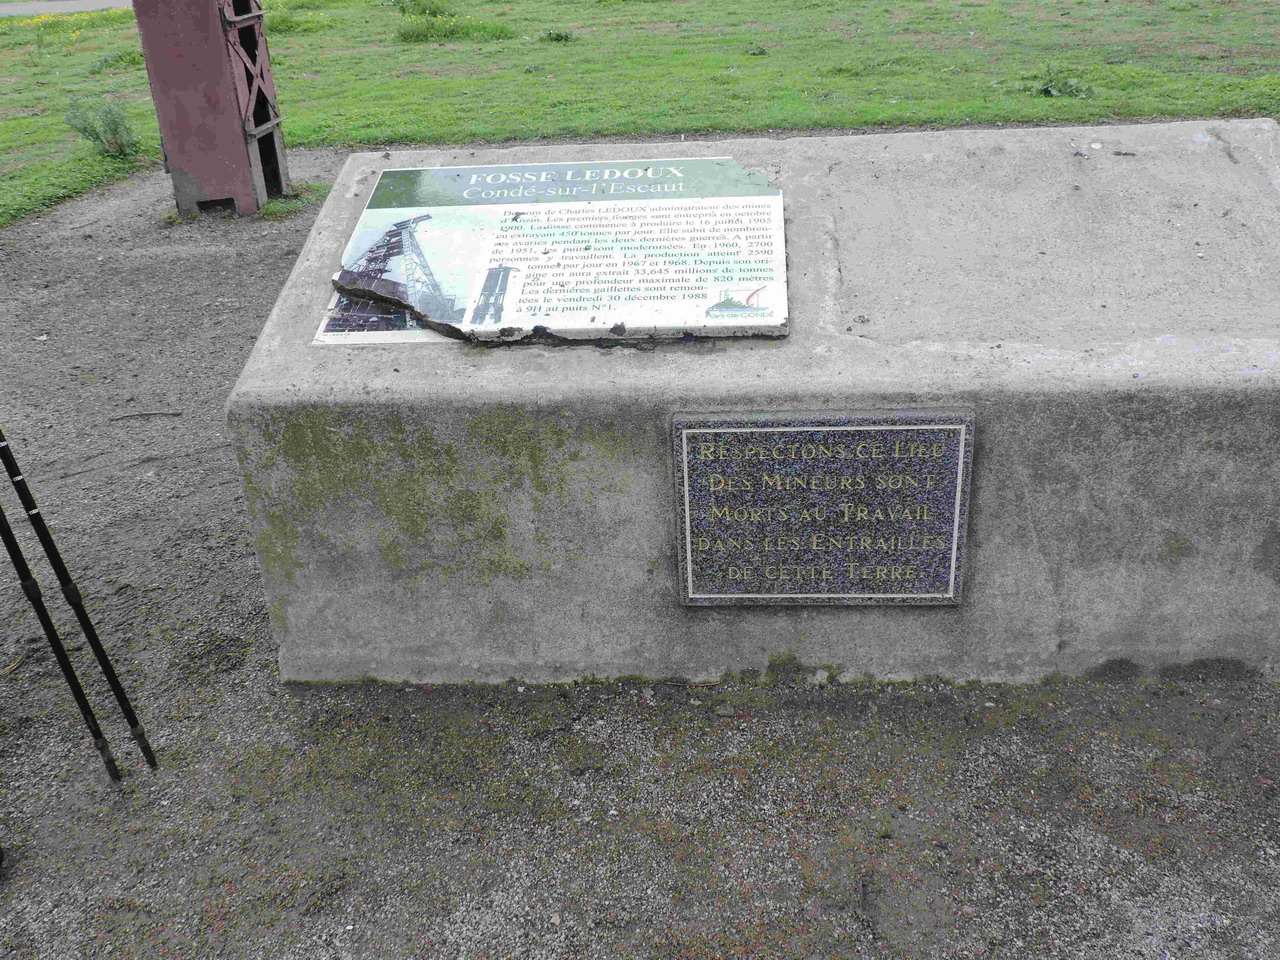 FOSSE LEDOUX
Condé-sur-l'Escaut
Du nom de Charles LEDOUX administrateur des mines
d'Anzin. Les premiers forages sont entrepris en octobre
1900. La fosse commence à produire le 16 juillet 1905
en extrayant 450 tonnes par jour. Elle subit de nombreu-
ses avaries pendant les deux dernières guerres. A partir
de 1951, les puits sont modernisées. En 1960, 2700
personnes y travaillent. La production atteint 2590
tonnes par jour en 1967 et 1968. Depuis son ori-
gine on aura extrait 33,645 millions de tonnes
pour une profondeur maximale de 820 mètres
Les dernières gaillettes sont remon-
tées le vendredi 30 décembre 1988
à 9H au puits N°1.
Pays de CONDÉ
RESPECTONS CE LIEU
DES MINEURS SONT
MORTS AU TRAVAIL
DANS LES ENTRAILLES
DE CETTE TERRE